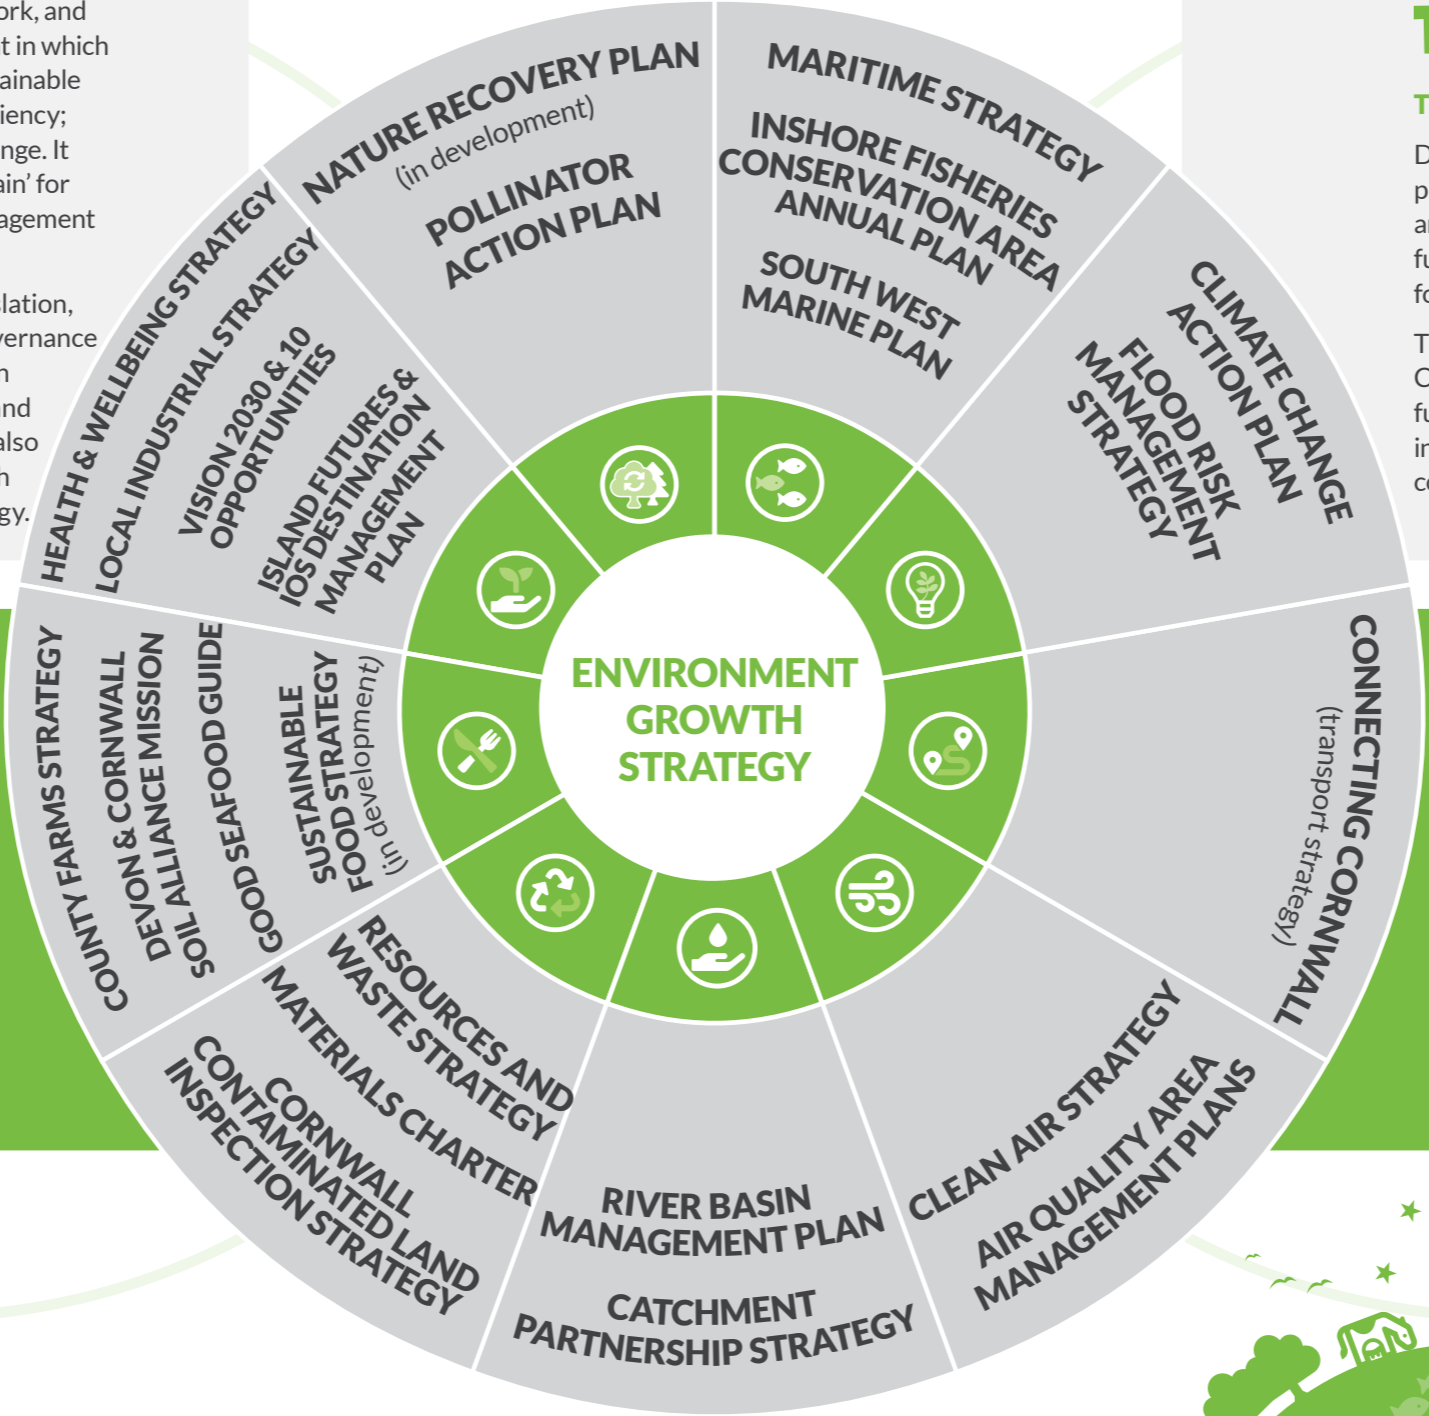 ork, and
t in which
ainable
iency;
nge. It
ain’ for
agement
slation,
vernance
n
und
also
h
gy.
NATURE RECOVERY PLAN
(in development)
POLLINATOR
ACTION PLAN
MARITIME STRATEGY
INSHORE FISHERIES
CONSERVATION AREA
ANNUAL PLAN
SOUTH WEST
MARINE PLAN
CLIMATE CHANGE
ACTION PLAN
FLOOD RISK
MANAGEMENT
STRATEGY
CONNECTING CORNWALL
(transport strategy)
CLEAN AIR STRATEGY
AIR QUALITY AREA
MANAGEMENT PLANS
RIVER BASIN
MANAGEMENT PLAN
CATCHMENT
PARTNERSHIP STRATEGY
RESOURCES AND
WASTE STRATEGY
MATERIALS CHARTER
CORNWALL
CONTAMINATED LAND
INSPECTION STRATEGY
COUNTY FARMS STRATEGY
DEVON & CORNWALL
SOIL ALLIANCE MISSION
GOOD SEAFOOD GUIDE
SUSTAINABLE
FOOD STRATEGY
(in development)
HEALTH & WELLBEING STRATEGY
LOCAL INDUSTRIAL STRATEGY
VISION 2030 & 10
OPPORTUNITIES
ISLAND FUTURES &
IOS DESTINATION
MANAGEMENT
PLAN
ENVIRONMENT
GROWTH
STRATEGY